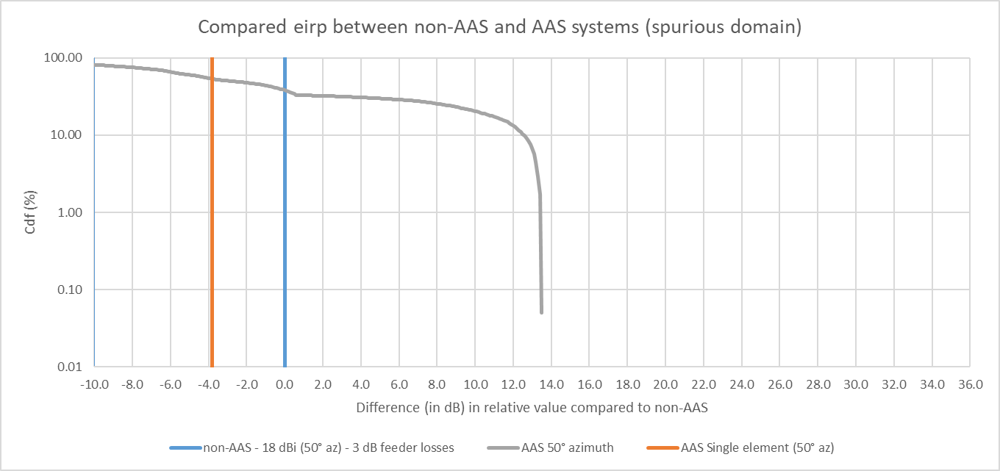 Compared eirp between non-AAS and AAS systems (spurious domain)
100.00
10.00
1.00
0.10
0.01
Cdf (%)
-10.0 -8.0 -6.0 -4.0 -2.0 0.0 2.0 4.0 6.0 8.0 10.0 12.0 14.0 16.0 18.0 20.0 22.0 24.0 26.0 28.0 30.0 32.0 34.0 36.0
Difference (in dB) in relative value compared to non-AAS
non-AAS - 18 dBi (50° az) - 3 dB feeder losses AAS 50° azimuth AAS Single element (50° az)